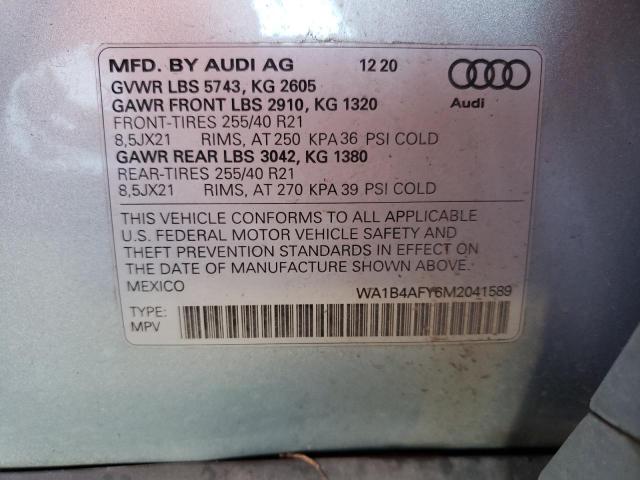 MFD. BY AUDI AG 12 20
GVWR LBS 5743, KG 2605
GAWR FRONT LBS 2910, KG 1320
Audi
FRONT-TIRES 255/40 R21
8,5JX21 RIMS, AT 250 KPA 36 PSI COLD
GAWR REAR LBS 3042, KG 1380
REAR-TIRES 255/40 R21
8,5JX21 RIMS, AT 270 KPA 39 PSI COLD
THIS VEHICLE CONFORMS TO ALL APPLICABLE
U.S. FEDERAL MOTOR VEHICLE SAFETY AND
THEFT PREVENTION STANDARDS IN EFFECT ON
THE DATE OF MANUFACTURE SHOWN ABOVE.
MEXICO WA1B4AFY6M2041589
TYPE:
MPV